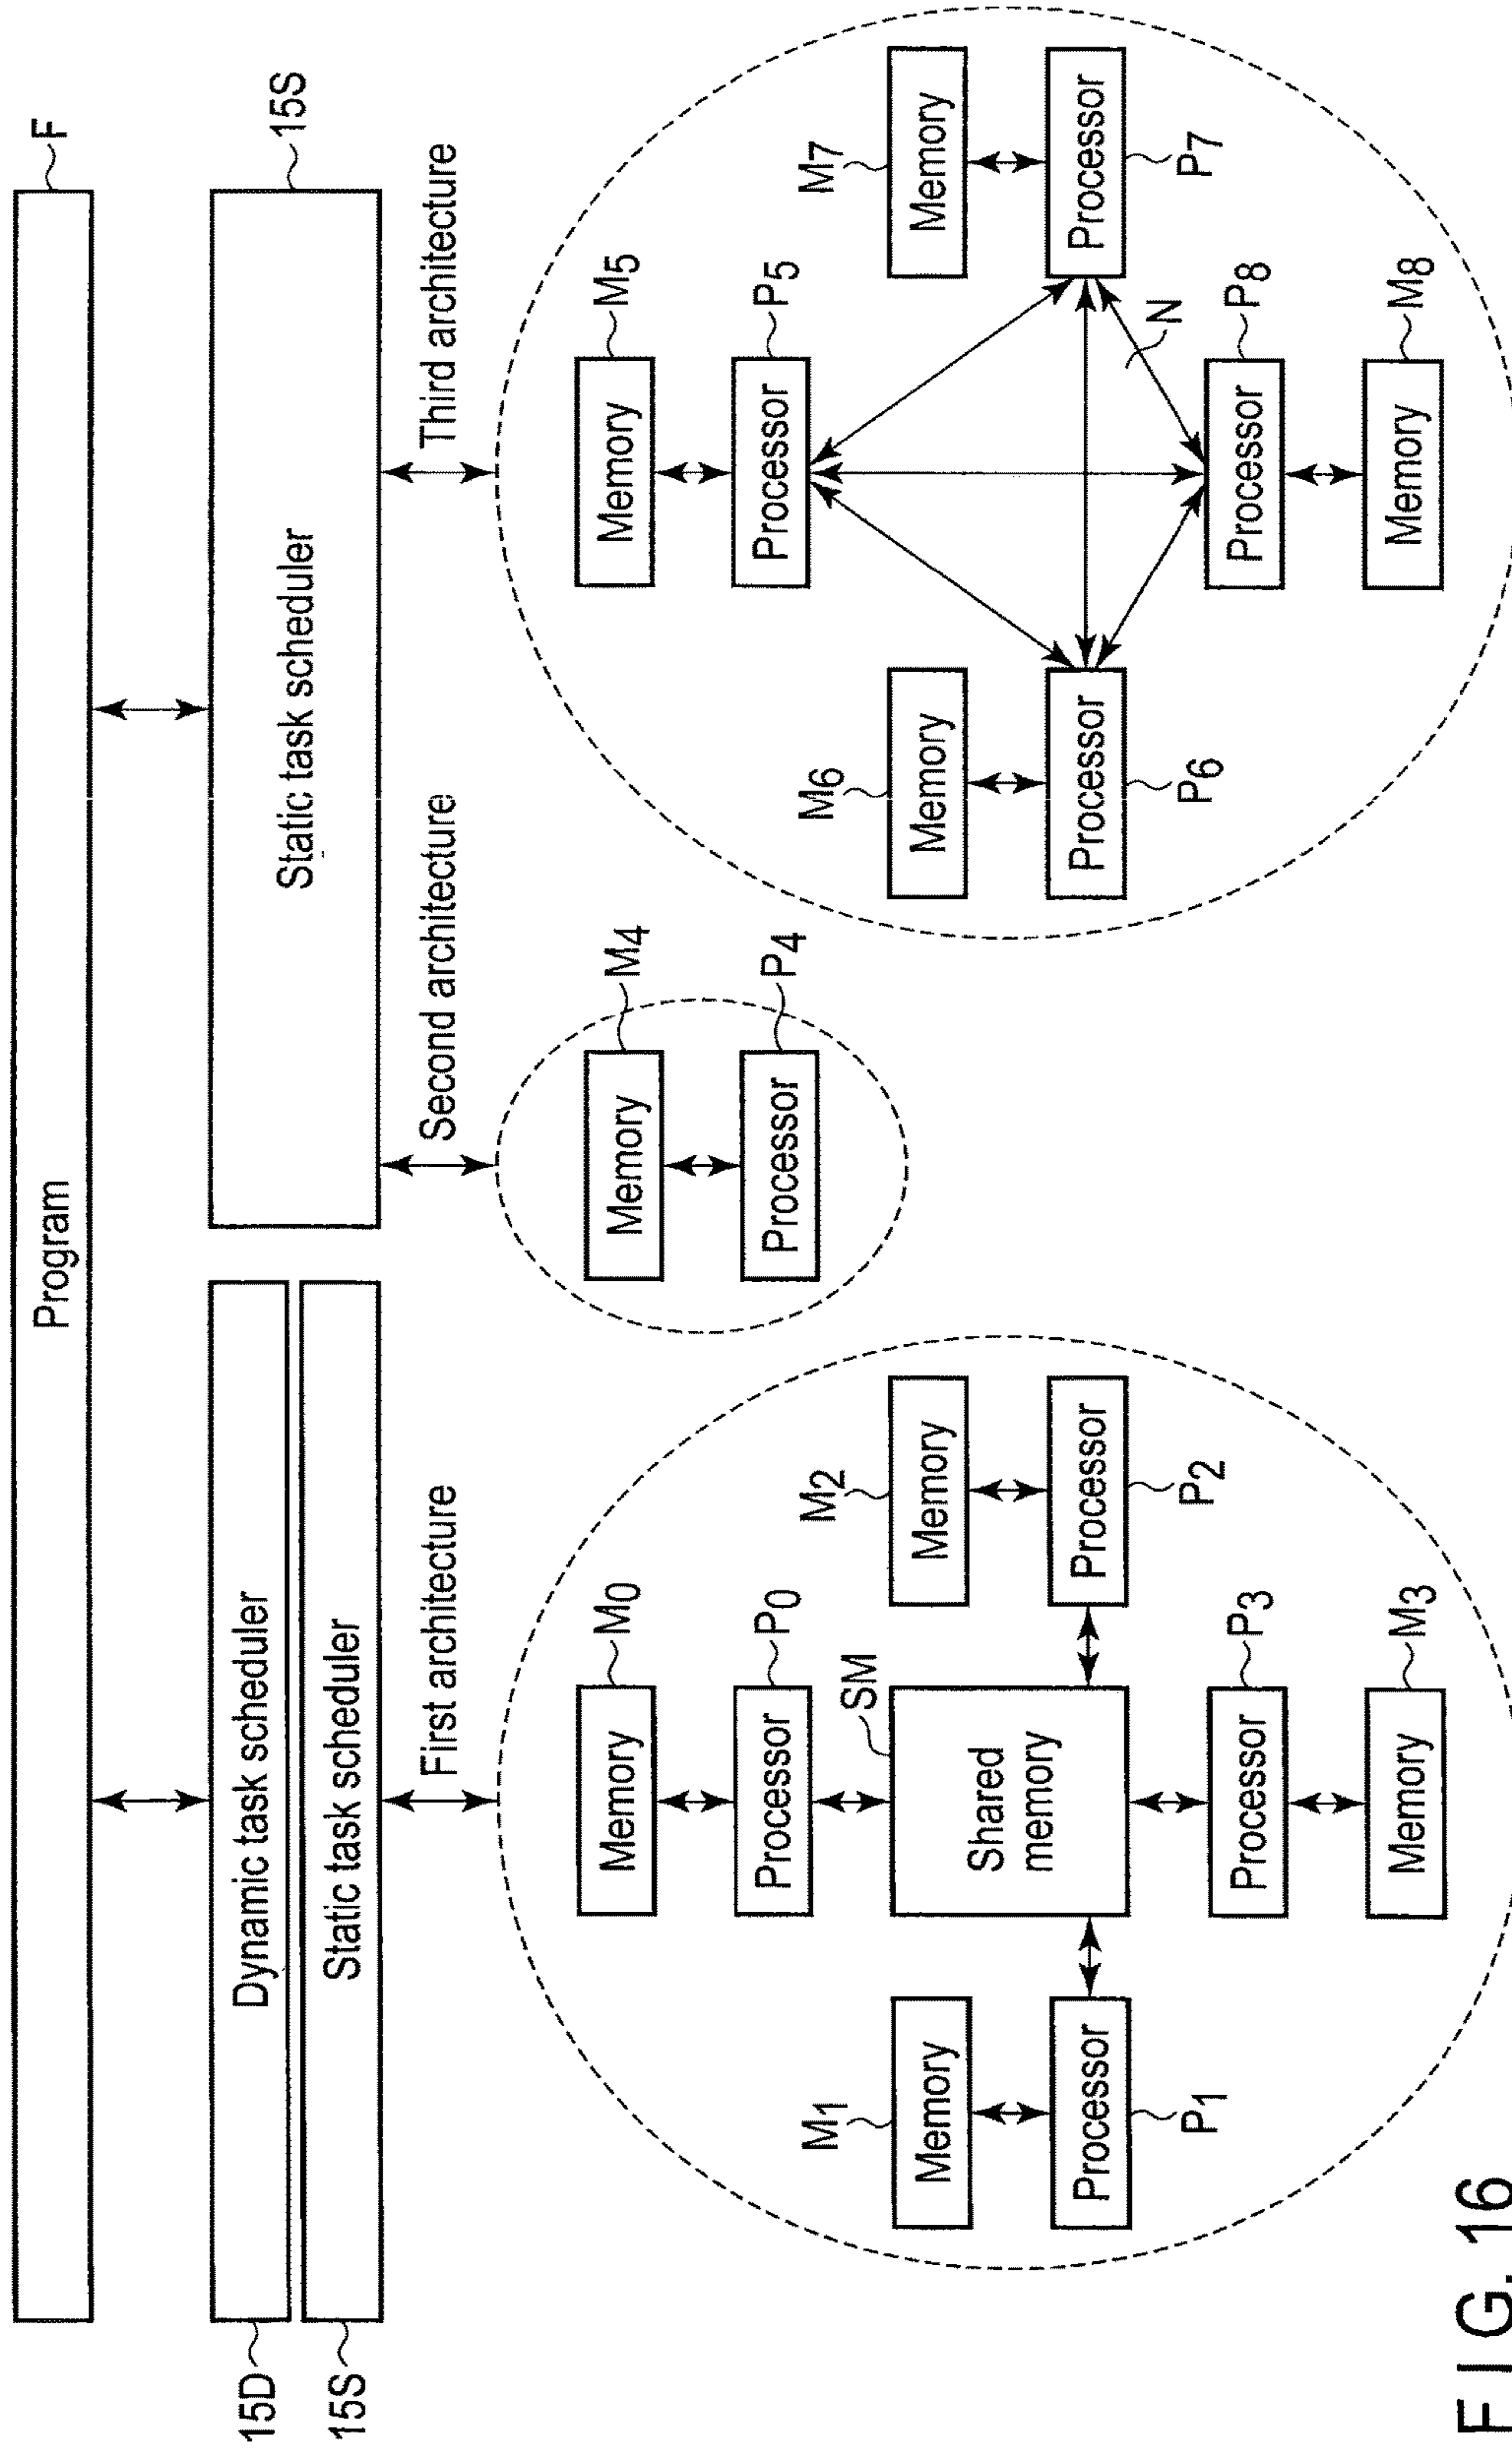 Program
F
15D
Dynamic task scheduler
15S
Static task scheduler
Static task scheduler
15S
First architecture
Second architecture
Third architecture
Memory
M0
Processor
P0
SM
Shared
memory
M1
Memory
Processor
P1
M2
Memory
Processor
P2
Processor
P3
Memory
M3
Memory
M4
Processor
P4
Memory
M5
Processor
P5
M6
Memory
Processor
P6
M7
Memory
Processor
P7
N
Processor
P8
Memory
M8
FIG. 16